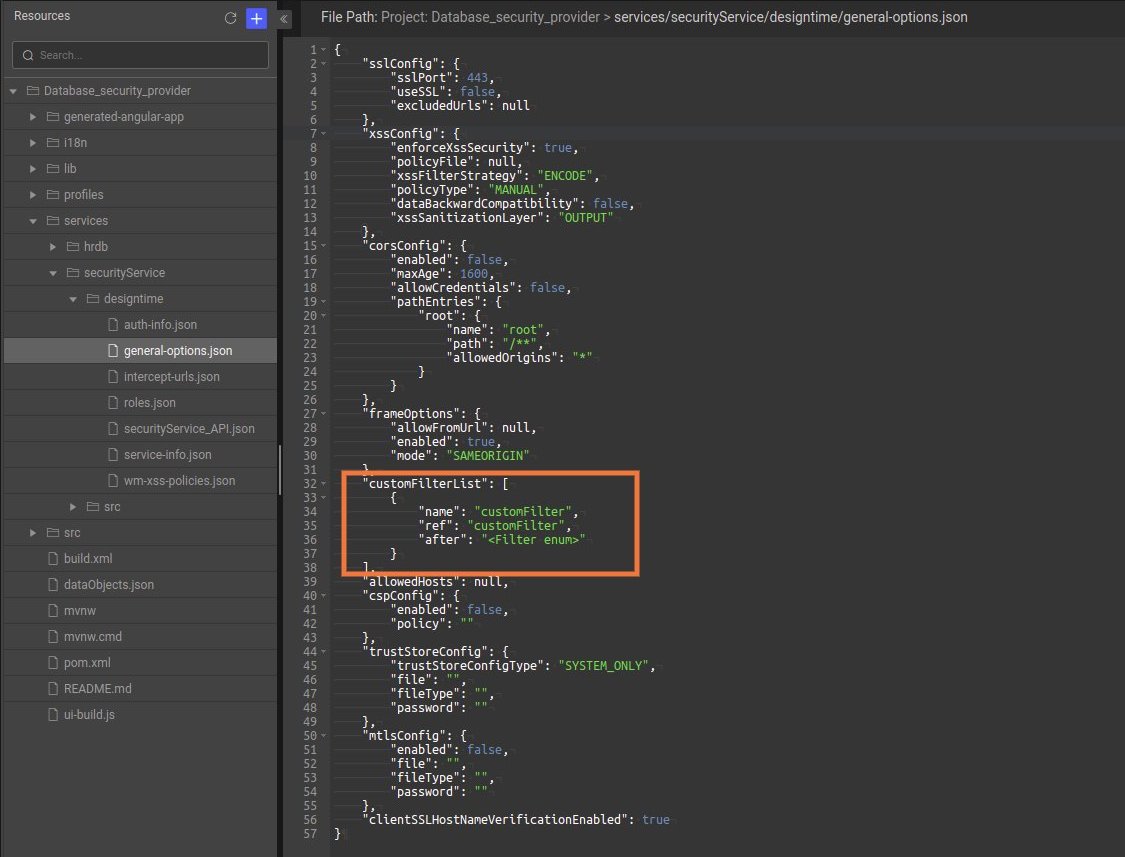 Resources
Search...
Database_security_provider
generated-angular-app
i18n
lib
profiles
services
hrdb
securityService
designtime
auth-info.json
general-options.json
intercept-urls.json
roles.json
securityService_API.json
service-info.json
wm-xss-policies.json
src
src
build.xml
dataObjects.json
mvnw
mvnw.cmd
pom.xml
README.md
ui-build.js
File Path: Project: Database_security_provider > services/securityService/designtime/general-options.json
1 {
2 "sslConfig": {
3 "sslPort": 443,
4 "useSSL": false,
5 "excludedUrls": null
6 },
7 "xssConfig": {
8 "enforceXssSecurity": true,
9 "policyFile": null,
10 "xssFilterStrategy": "ENCODE",
11 "policyType": "MANUAL",
12 "dataBackwardCompatibility": false,
13 "xssSanitizationLayer": "OUTPUT"
14 },
15 "corsConfig": {
16 "enabled": false,
17 "maxAge": 1600,
18 "allowCredentials": false,
19 "pathEntries": {
20 "root": {
21 "name": "root",
22 "path": "/**",
23 "allowedOrigins": "*"
24 }
25 }
26 },
27 "frameOptions": {
28 "allowFromUrl": null,
29 "enabled": true,
30 "mode": "SAMEORIGIN"
31 },
32 "customFilterList": [
33 {
34 "name": "customFilter",
35 "ref": "customFilter",
36 "after": "<Filter enum>"
37 }
38 ],
39 "allowedHosts": null,
40 "cspConfig": {
41 "enabled": false,
42 "policy": ""
43 },
44 "trustStoreConfig": {
45 "trustStoreConfigType": "SYSTEM_ONLY",
46 "file": "",
47 "fileType": "",
48 "password": ""
49 },
50 "mtlsConfig": {
51 "enabled": false,
52 "file": "",
53 "fileType": "",
54 "password": ""
55 },
56 "clientSSLHostNameVerificationEnabled": true
57 }